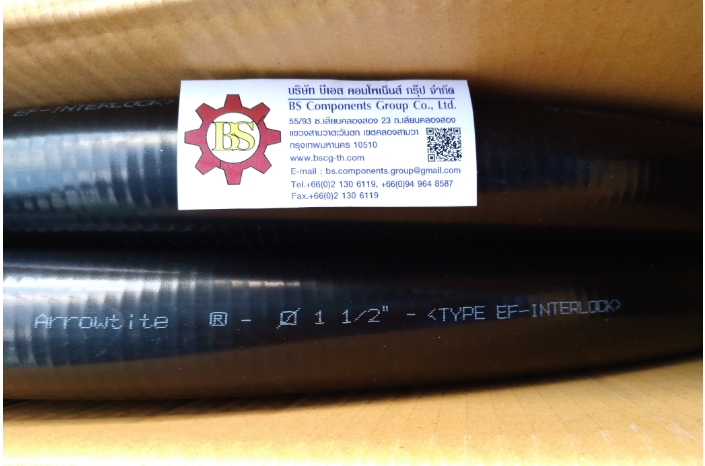 EF-INTERLOCK>
BS
บริษัท บีเอส คอมโพเน็นส์ กรุ๊ป จำกัด
BS Components Group Co., Ltd.
55/93 ซ.เลียบคลองสอง 23 ถ.เลียบคลองสอง
แขวงสามวาตะวันตก เขตคลองสามวา
กรุงเทพมหานคร 10510
www.bscg-th.com
E-mail : bs.components.group@gmail.com
Tel.+66(0)2 130 6119, +66(0)94 964 8587
Fax.+66(0)2 130 6119
Arrowtite ® - Ø 1 1/2" - <TYPE EF-INTERLOCK>